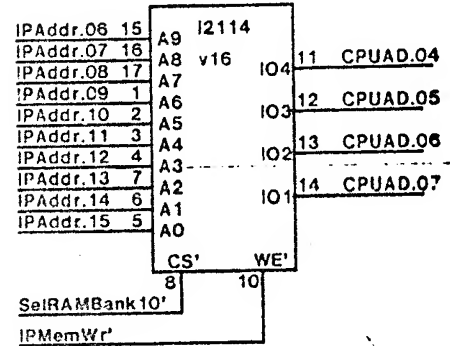 I2114
v16
IPAddr.06 15 A9
IPAddr.07 16 A8
IPAddr.08 17 A7
IPAddr.09 1 A6
IPAddr.10 2 A5
IPAddr.11 3 A4
IPAddr.12 4 A3
IPAddr.13 7 A2
IPAddr.14 6 A1
IPAddr.15 5 A0
IO4 11 CPUAD.04
IO3 12 CPUAD.05
IO2 13 CPUAD.06
IO1 14 CPUAD.07
CS' WE'
8 10
SelRAMBank10'
IPMemWr'